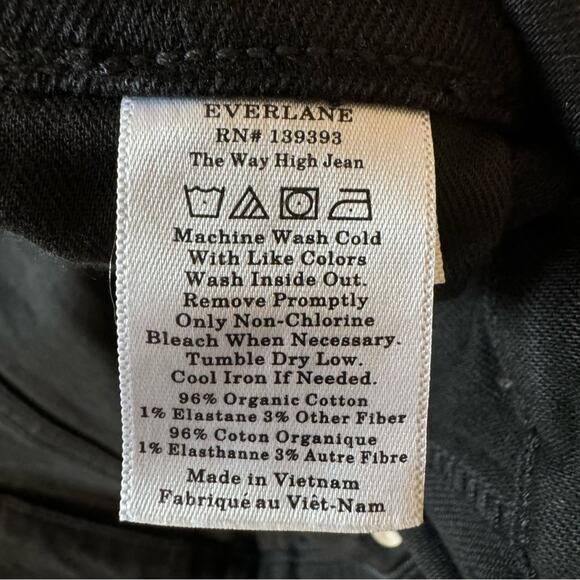 EVERLANE
RN# 139393
The Way High Jean
Machine Wash Cold
With Like Colors
Wash Inside Out.
Remove Promptly
Only Non-Chlorine
Bleach When Necessary.
Tumble Dry Low.
Cool Iron If Needed.
96% Organic Cotton
1% Elastane 3% Other Fiber
96% Coton Organique
1% Elasthanne 3% Autre Fibre
Made in Vietnam
Fabriqué au Viêt-Nam